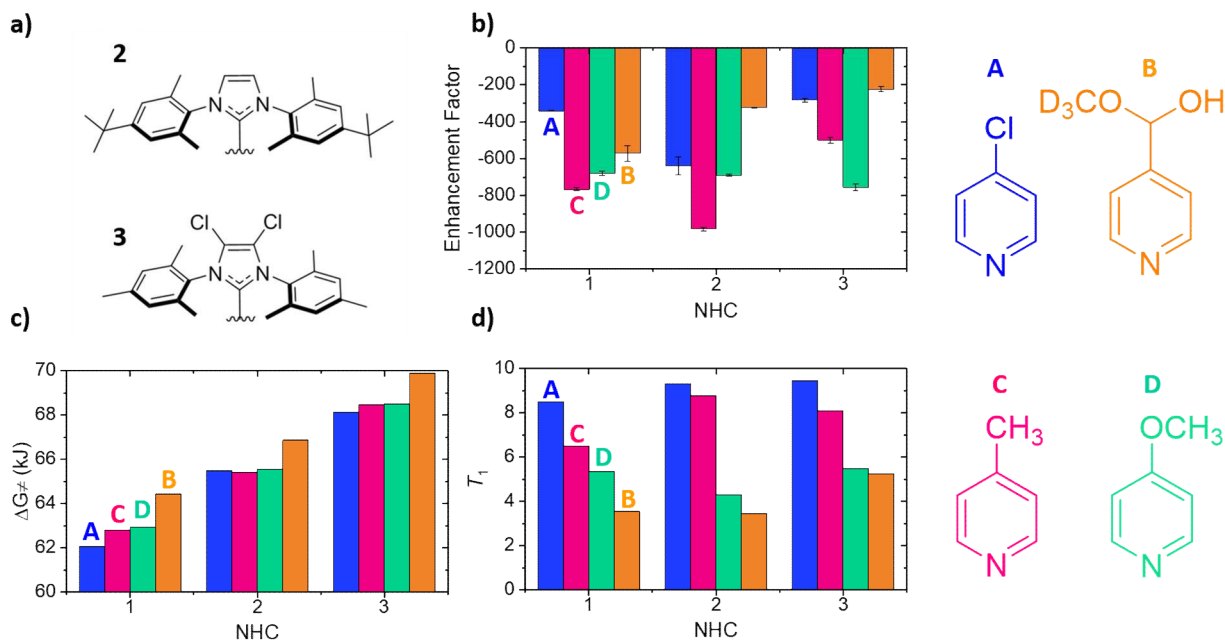 a)
2
N
N
3
Cl
Cl
N
N
b)
Enhancement Factor
0
-200
-400
-600
-800
-1000
-1200
A
C
D
B
1
2
3
NHC
A
Cl
N
B
D₃C
O
OH
N
c)
ΔG≠ (kJ)
70
68
66
64
62
60
A
C
D
B
1
2
3
NHC
d)
T₁
10
8
6
4
2
0
A
C
D
B
1
2
3
NHC
C
CH₃
N
D
OCH₃
N